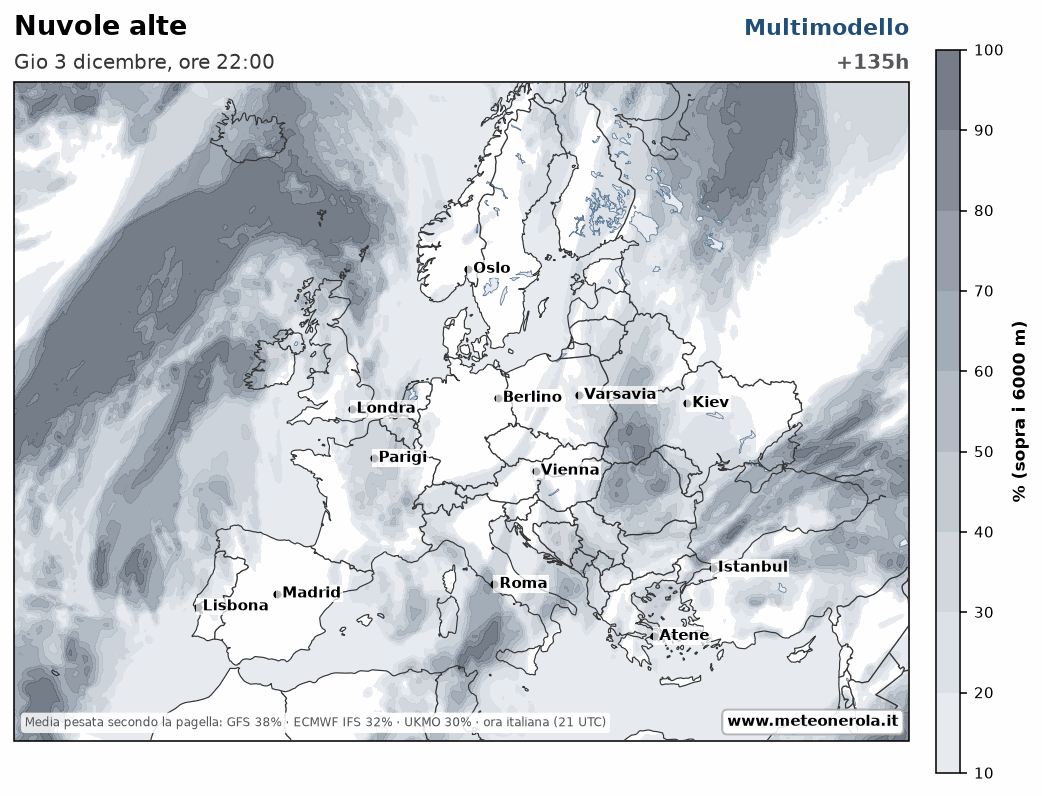 Nuvole alte
Multimodello
Gio 3 dicembre, ore 22:00
+135h
100
90
80
70
60
50
40
30
20
10
% (sopra i 6000 m)
Oslo
Berlino
Varsavia
Kiev
Londra
Parigi
Vienna
Istanbul
Roma
Madrid
Lisbona
Atene
Media pesata secondo la pagella: GFS 38% · ECMWF IFS 32% · UKMO 30% · ora italiana (21 UTC)
www.meteonerola.it